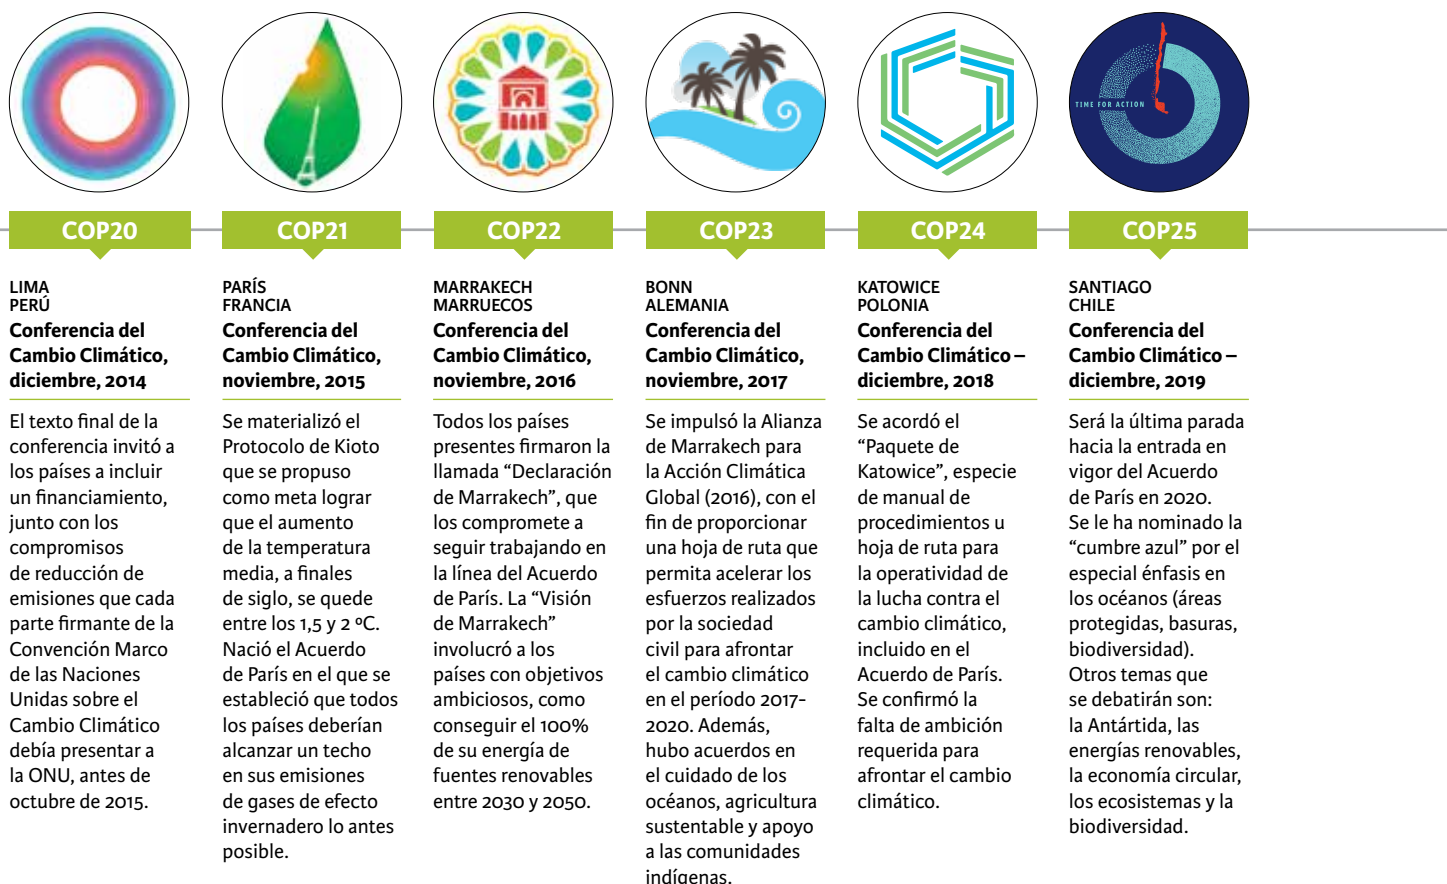 TIME FOR ACTION
COP20
LIMA
PERÚ
Conferencia del
Cambio Climático,
diciembre, 2014
El texto final de la
conferencia invitó a
los países a incluir
un financiamiento,
junto con los
compromisos
de reducción de
emisiones que cada
parte firmante de la
Convención Marco
de las Naciones
Unidas sobre el
Cambio Climático
debía presentar a
la ONU, antes de
octubre de 2015.
COP21
PARÍS
FRANCIA
Conferencia del
Cambio Climático,
noviembre, 2015
Se materializó el
Protocolo de Kioto
que se propuso
como meta lograr
que el aumento
de la temperatura
media, a finales
de siglo, se quede
entre los 1,5 y 2 ºC.
Nació el Acuerdo
de París en el que se
estableció que todos
los países deberían
alcanzar un techo
en sus emisiones
de gases de efecto
invernadero lo antes
posible.
COP22
MARRAKECH
MARRUECOS
Conferencia del
Cambio Climático,
noviembre, 2016
Todos los países
presentes firmaron la
llamada “Declaración
de Marrakech”, que
los compromete a
seguir trabajando en
la línea del Acuerdo
de París. La “Visión
de Marrakech”
involucró a los
países con objetivos
ambiciosos, como
conseguir el 100%
de su energía de
fuentes renovables
entre 2030 y 2050.
COP23
BONN
ALEMANIA
Conferencia del
Cambio Climático,
noviembre, 2017
Se impulsó la Alianza
de Marrakech para
la Acción Climática
Global (2016), con el
fin de proporcionar
una hoja de ruta que
permita acelerar los
esfuerzos realizados
por la sociedad
civil para afrontar
el cambio climático
en el período 2017-
2020. Además,
hubo acuerdos en
el cuidado de los
océanos, agricultura
sustentable y apoyo
a las comunidades
indígenas.
COP24
KATOWICE
POLONIA
Conferencia del
Cambio Climático –
diciembre, 2018
Se acordó el
“Paquete de
Katowice”, especie
de manual de
procedimientos u
hoja de ruta para
la operatividad de
la lucha contra el
cambio climático,
incluido en el
Acuerdo de París.
Se confirmó la
falta de ambición
requerida para
afrontar el cambio
climático.
COP25
SANTIAGO
CHILE
Conferencia del
Cambio Climático –
diciembre, 2019
Será la última parada
hacia la entrada en
vigor del Acuerdo
de París en 2020.
Se le ha nominado la
“cumbre azul” por el
especial énfasis en
los océanos (áreas
protegidas, basuras,
biodiversidad).
Otros temas que
se debatirán son:
la Antártida, las
energías renovables,
la economía circular,
los ecosistemas y la
biodiversidad.